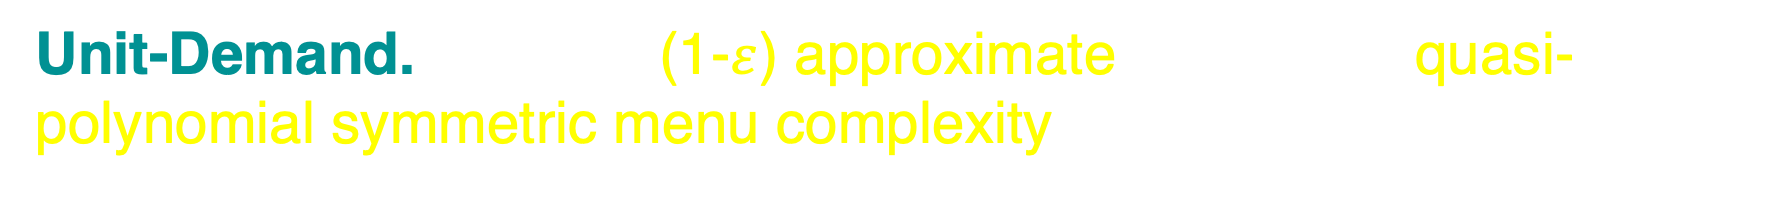 Unit-Demand. (1-ε) approximate quasi-
polynomial symmetric menu complexity